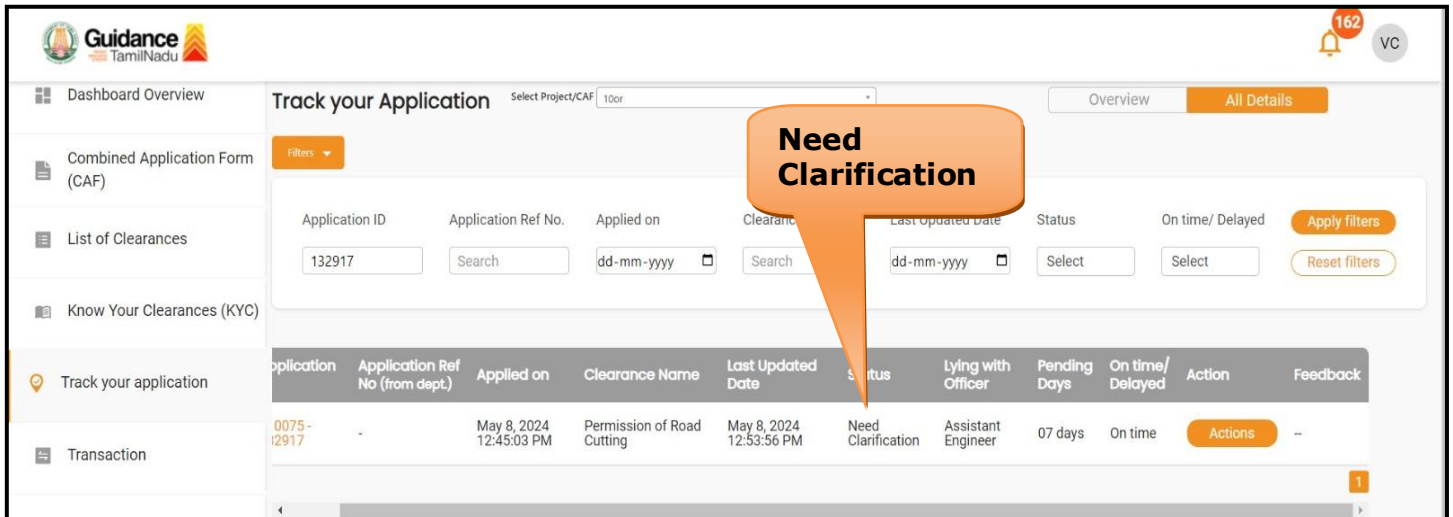 Guidance
TamilNadu
162
VC
Dashboard Overview
Combined Application Form
(CAF)
List of Clearances
Know Your Clearances (KYC)
Track your application
Transaction
Track your Application
Select Project/CAF
10or
Overview
All Details
Filters
Need
Clarification
Application ID
Application Ref No.
Applied on
Clearanc
Last Updated Date
Status
On time/ Delayed
Apply filters
132917
Search
dd-mm-yyyy
Search
dd-mm-yyyy
Select
Select
Reset filters
pplication
Application Ref
No (from dept.)
Applied on
Clearance Name
Last Updated
Date
Status
Lying with
Officer
Pending
Days
On time/
Delayed
Action
Feedback
0075 -
32917
-
May 8, 2024
12:45:03 PM
Permission of Road
Cutting
May 8, 2024
12:53:56 PM
Need
Clarification
Assistant
Engineer
07 days
On time
Actions
--
1